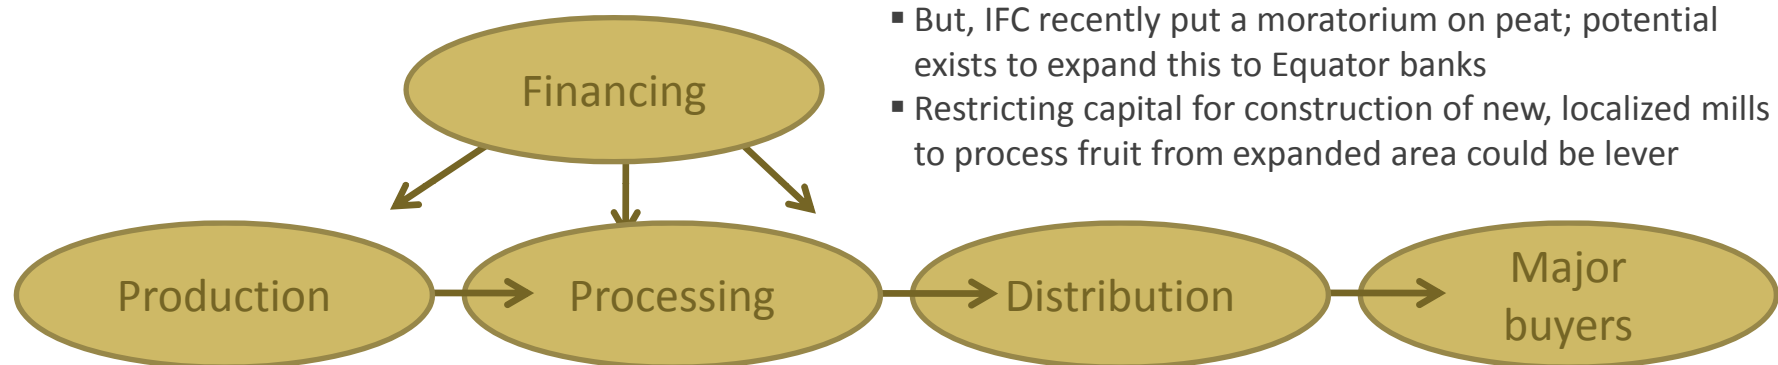 ▪ But, IFC recently put a moratorium on peat; potential
exists to expand this to Equator banks
▪ Restricting capital for construction of new, localized mills
to process fruit from expanded area could be lever
Financing
Production
Processing
Distribution
Major
buyers